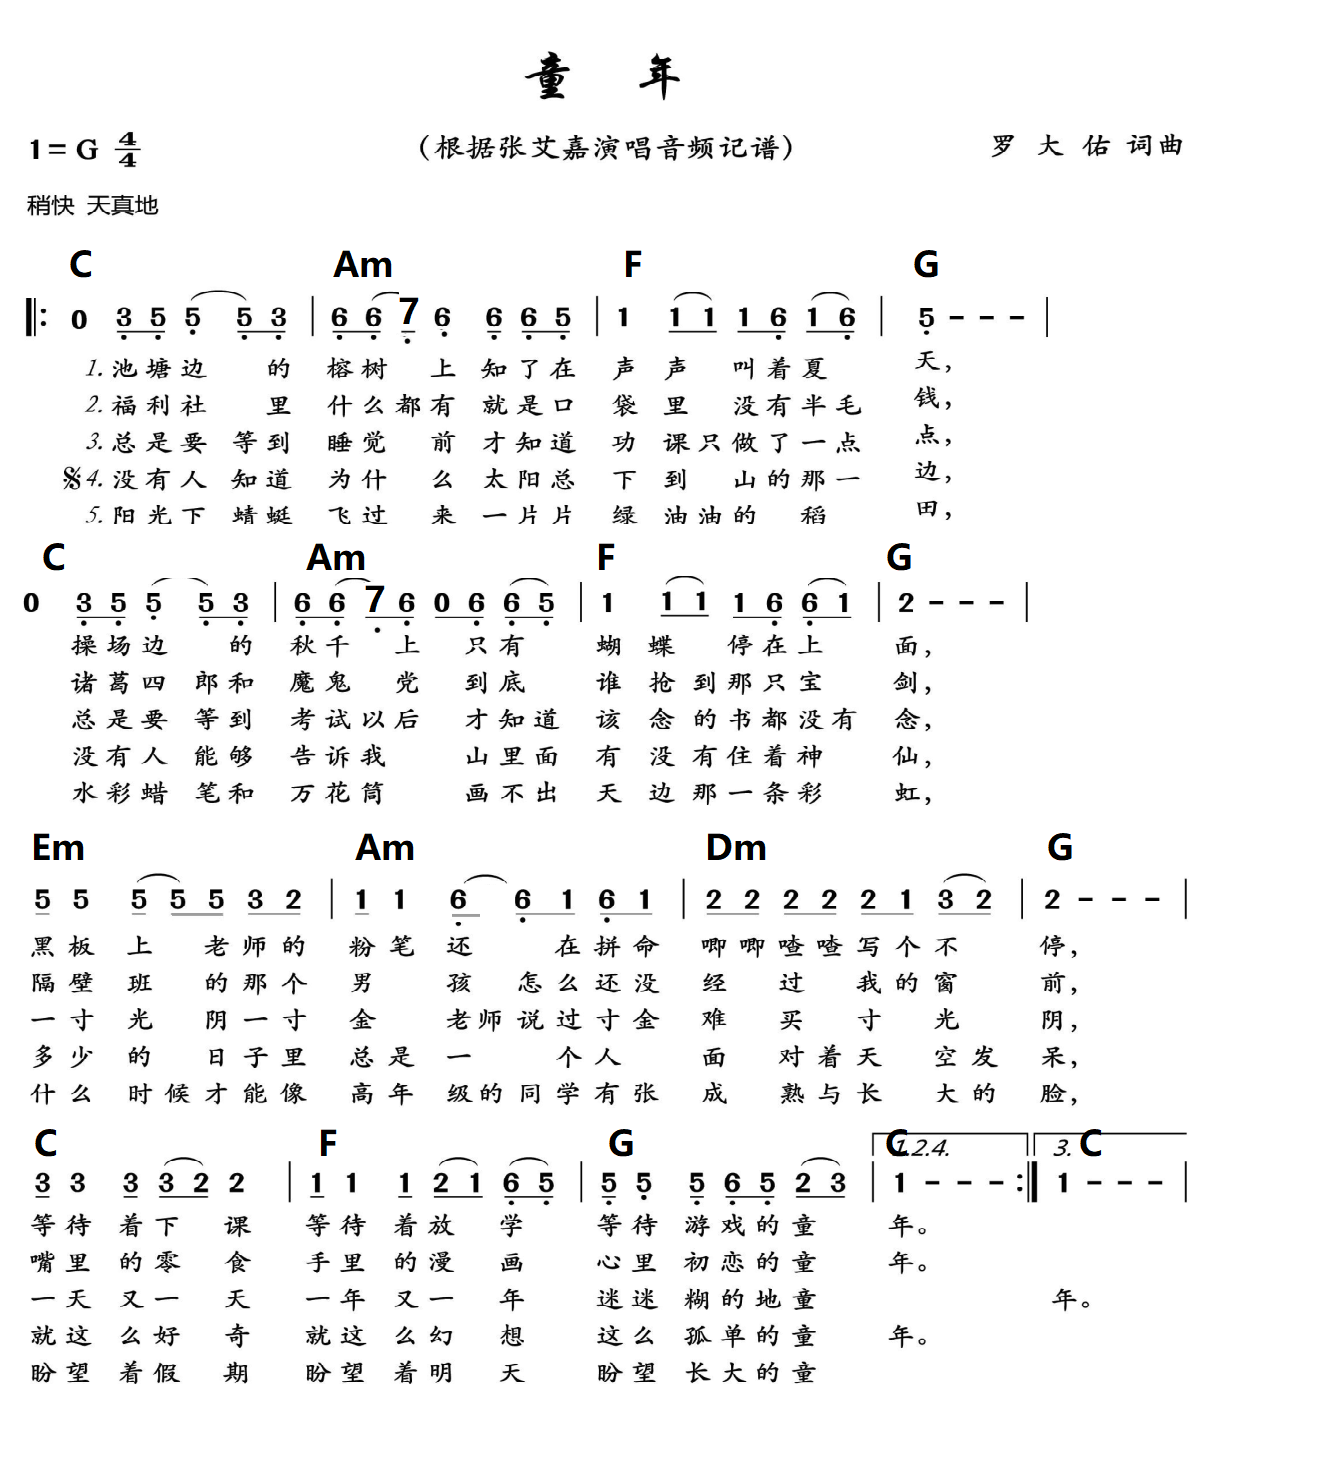 童 年
1=G 4/4
(根据张艾嘉演唱音频记谱)
罗 大 佑 词曲
稍快 天真地
C Am F G
0 3 5 5 5 3 | 6 6 7 6 6 6 5 | 1 1 1 1 6 1 6 | 5 - - - |
1. 池塘边 的 榕树 上 知了在 声 声 叫着夏 天，
2. 福利社 里 什么都有 就是口 袋 里 没有半毛 钱，
3. 总是要 等到 睡觉 前 才知道 功 课只做了一点 点，
4. 没有人 知道 为什 么 太阳总 下 到 山的那一 边，
5. 阳光下 蜻蜓 飞过 来 一片片 绿 油油的 稻 田，
C Am F G
0 3 5 5 5 3 | 6 6 7 6 0 6 6 5 | 1 1 1 1 6 6 1 | 2 - - - |
操场边 的 秋千 上 只有 蝴 蝶 停在上 面，
诸葛四 郎和 魔鬼 党 到底 谁 抢到那只宝 剑，
总是要 等到 考试以后 才知道 该 念的书都没有 念，
没有人 能够 告诉我 山里面 有 没有住着神 仙，
水彩蜡 笔和 万花筒 画不出 天 边那一条彩 虹，
Em Am Dm G
5 5 5 5 5 3 2 | 1 1 6 6 1 6 1 | 2 2 2 2 2 1 3 2 | 2 - - - |
黑板 上 老师的 粉笔 还 在拼命 唧唧喳喳写个不 停，
隔壁 班 的那个 男 孩 怎么还没 经 过 我的窗 前，
一寸 光 阴一寸 金 老师说过寸金 难 买 寸 光 阴，
多少 的 日子里 总是 一 个人 面 对着天 空发 呆，
什么 时候才能像 高年 级的同学有张 成 熟与长 大的 脸，
C F G C C
1.2.4. 3.
3 3 3 3 2 2 | 1 1 1 2 1 6 5 | 5 5 5 6 5 2 3 | 1 - - - :| 1 - - - |
等待 着下 课 等待 着放 学 等待 游戏的童 年。
嘴里 的零 食 手里 的漫 画 心里 初恋的童 年。
一天 又一 天 一年 又一 年 迷迷 糊的地童 年。
就这 么好 奇 就这 么幻 想 这么 孤单的童 年。
盼望 着假 期 盼望 着明 天 盼望 长大的童